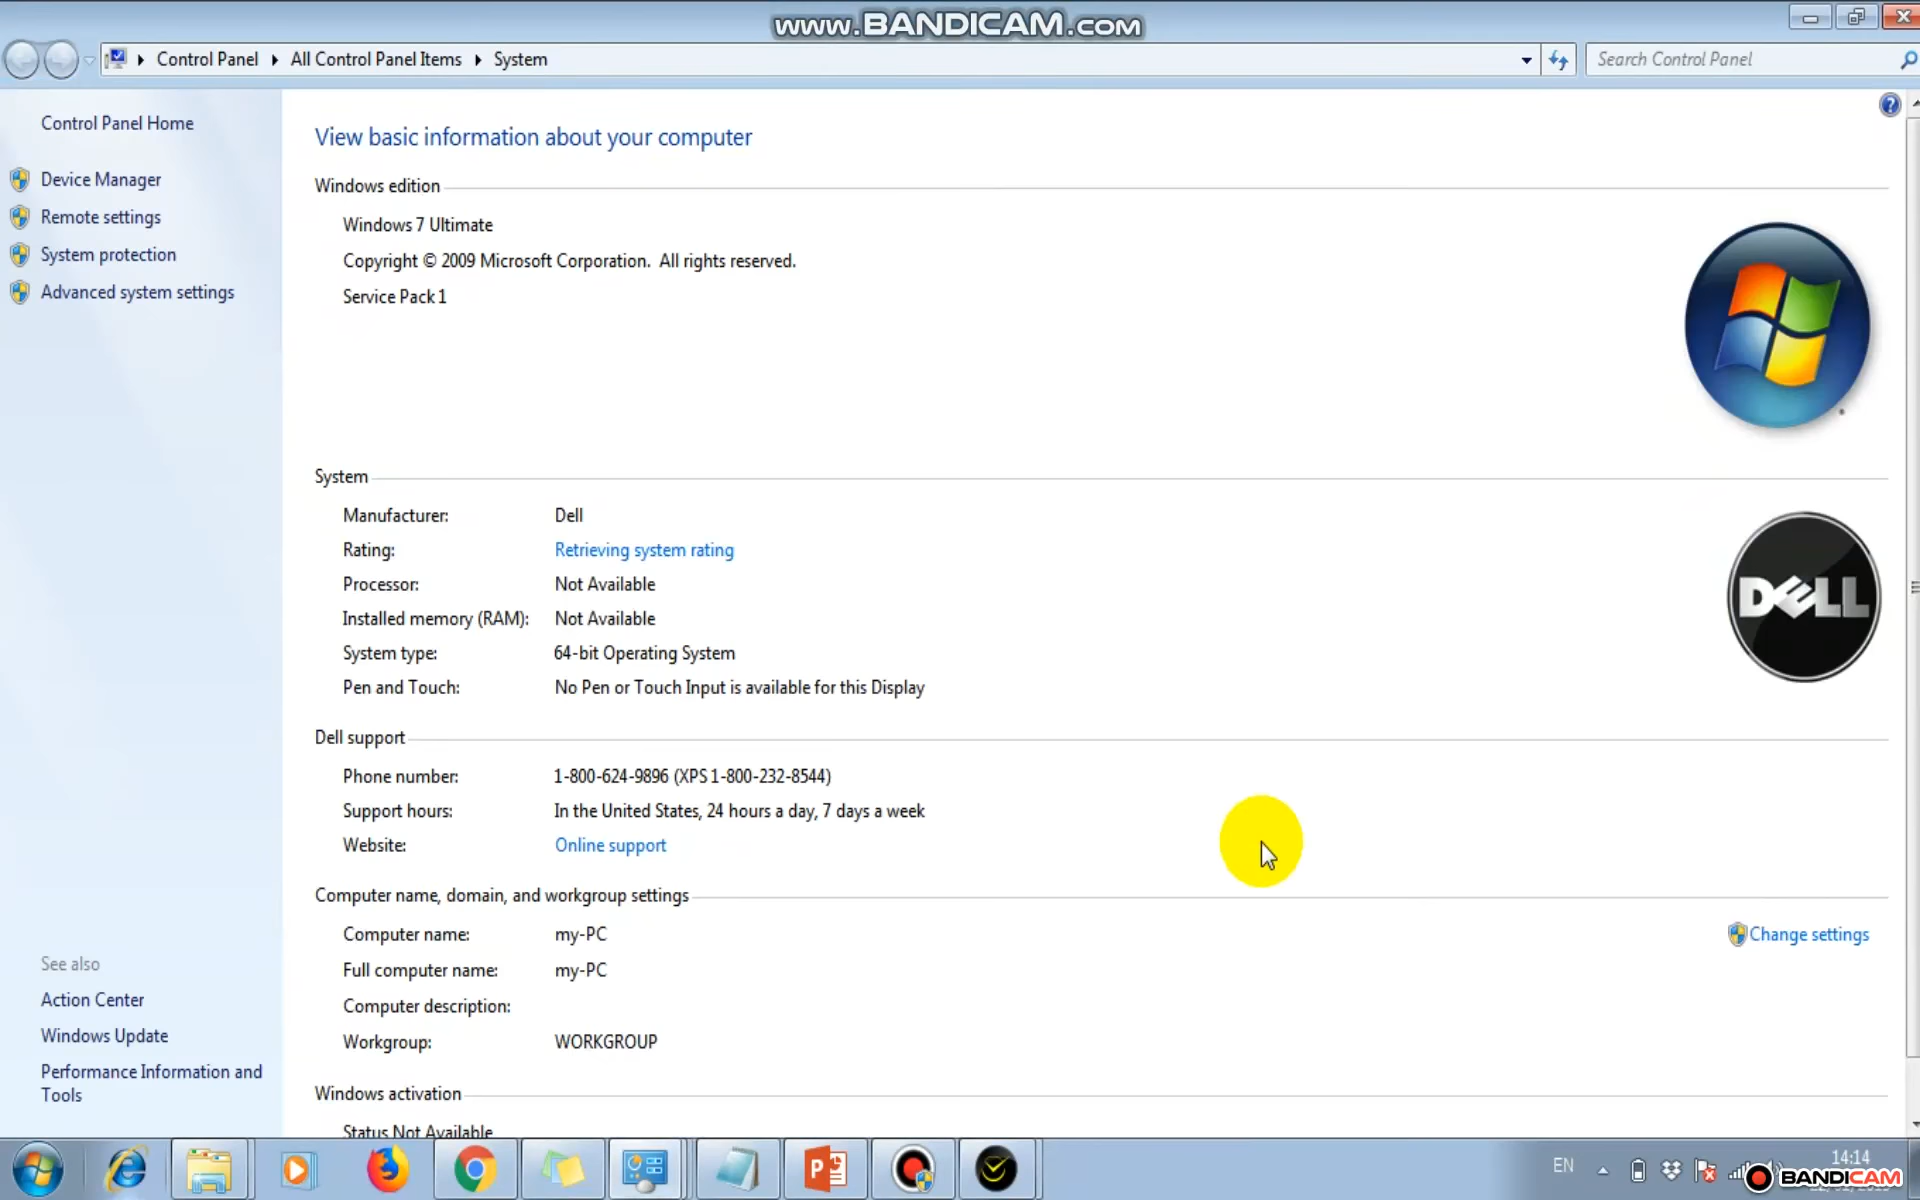 www.BANDICAM.com
Control Panel
All Control Panel Items
System
Search Control Panel
Control Panel Home
Device Manager
Remote settings
System protection
Advanced system settings
View basic information about your computer
Windows edition
Windows 7 Ultimate
Copyright © 2009 Microsoft Corporation. All rights reserved.
Service Pack 1
System
Manufacturer: Dell
Rating: Retrieving system rating
Processor: Not Available
Installed memory (RAM): Not Available
System type: 64-bit Operating System
Pen and Touch: No Pen or Touch Input is available for this Display
DELL
Dell support
Phone number: 1-800-624-9896 (XPS 1-800-232-8544)
Support hours: In the United States, 24 hours a day, 7 days a week
Website: Online support
Computer name, domain, and workgroup settings
Computer name: my-PC
Change settings
Full computer name: my-PC
Computer description:
Workgroup: WORKGROUP
Windows activation
Status Not Available
See also
Action Center
Windows Update
Performance Information and
Tools
EN
14:14
BANDICAM